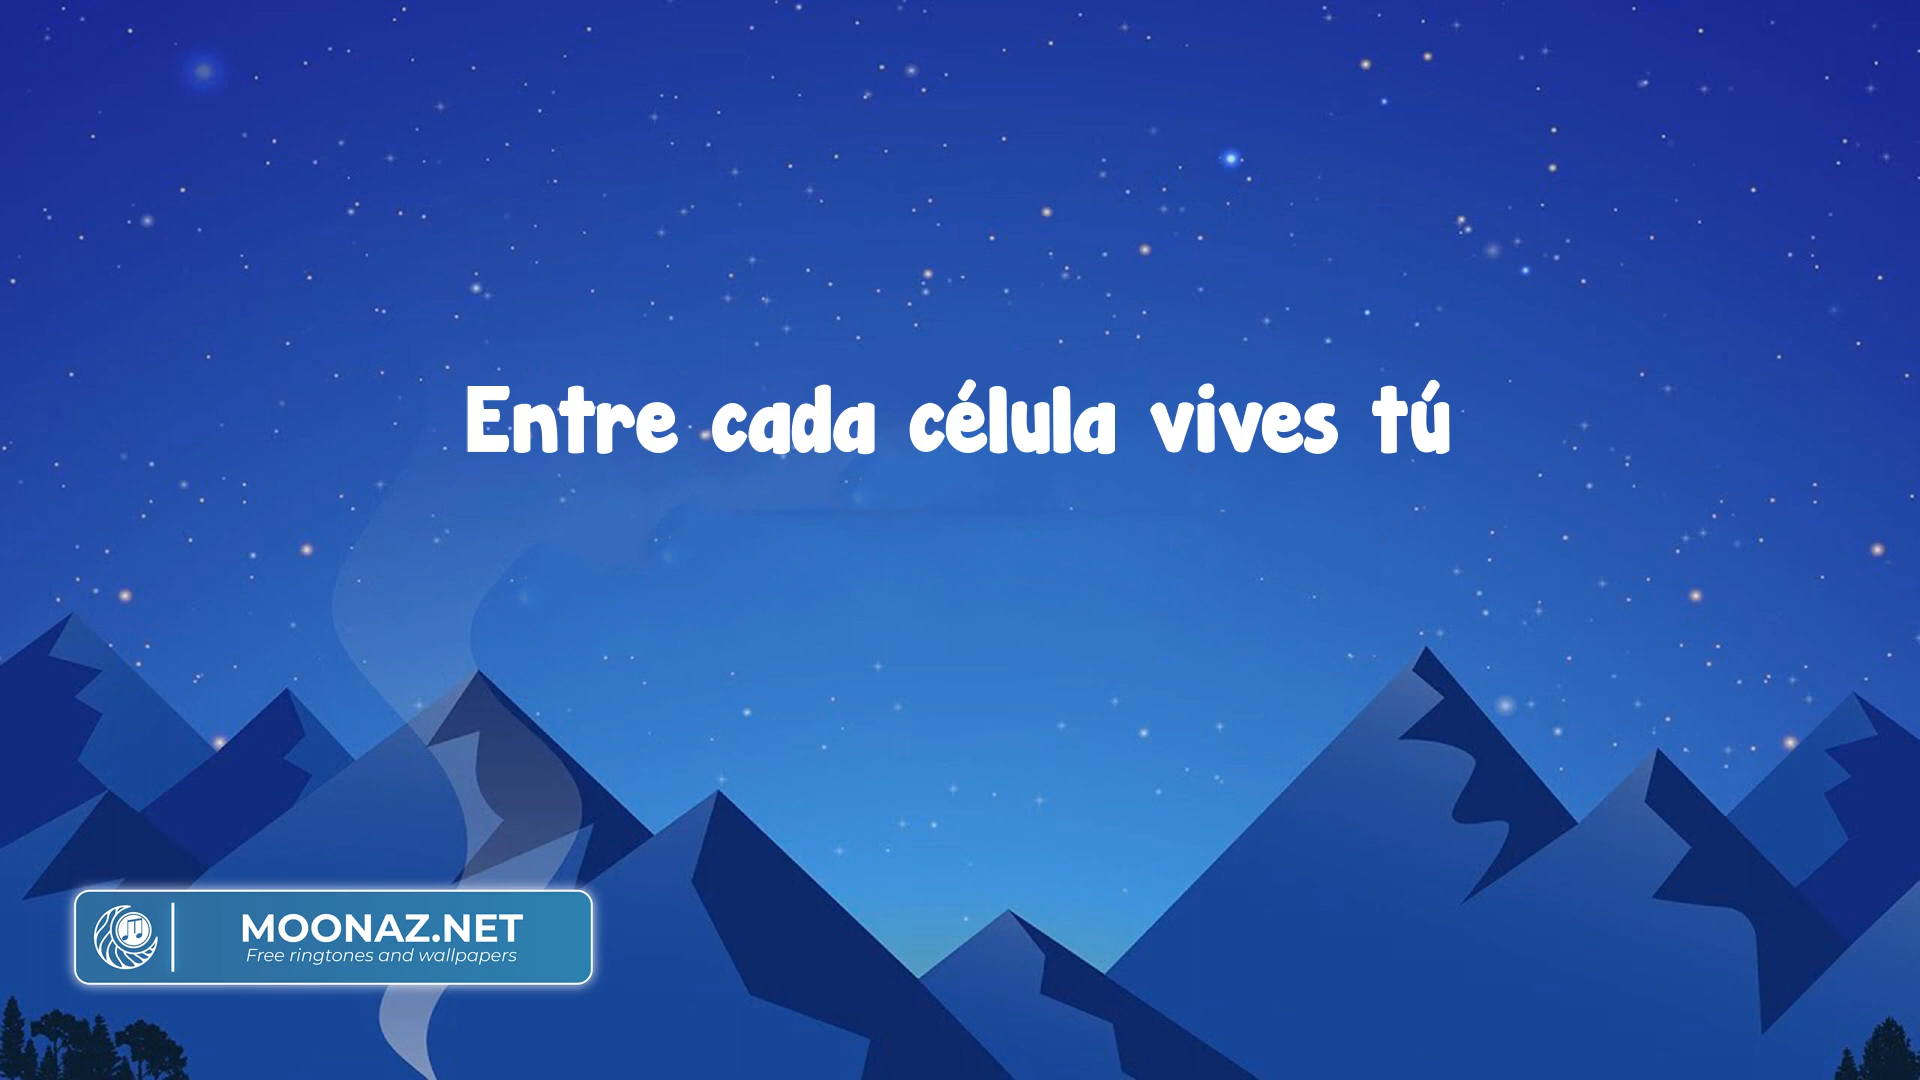 Entre cada célula vives tú
MOONAZ.NET
Free ringtones and wallpapers